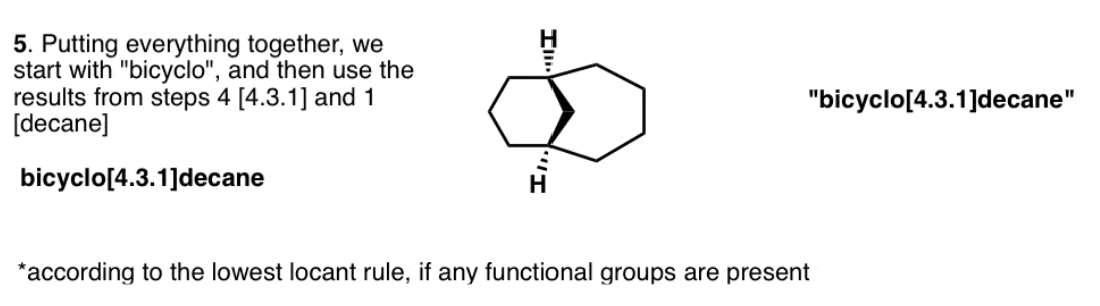 5. Putting everything together, we
start with "bicyclo", and then use the
results from steps 4 [4.3.1] and 1
[decane]
bicyclo[4.3.1]decane
H
H
"bicyclo[4.3.1]decane"
*according to the lowest locant rule, if any functional groups are present